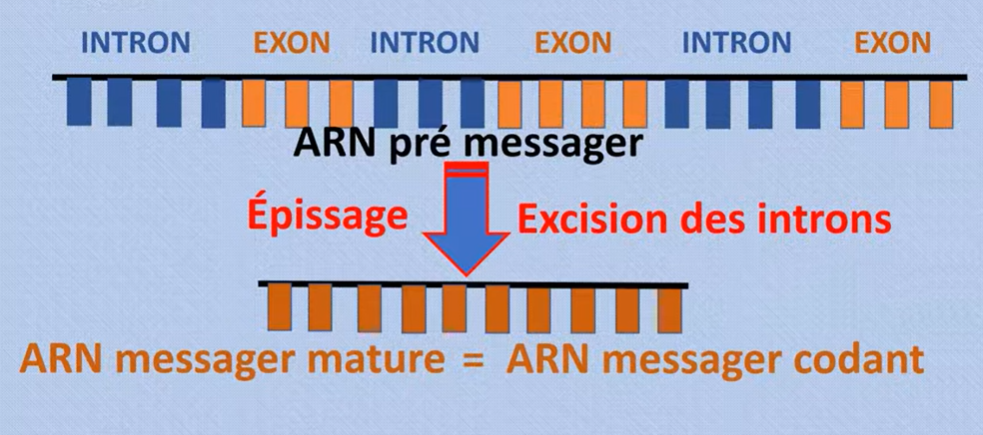 INTRON EXON INTRON EXON INTRON EXON
ARN pré messager
Épissage Excision des introns
ARN messager mature = ARN messager codant